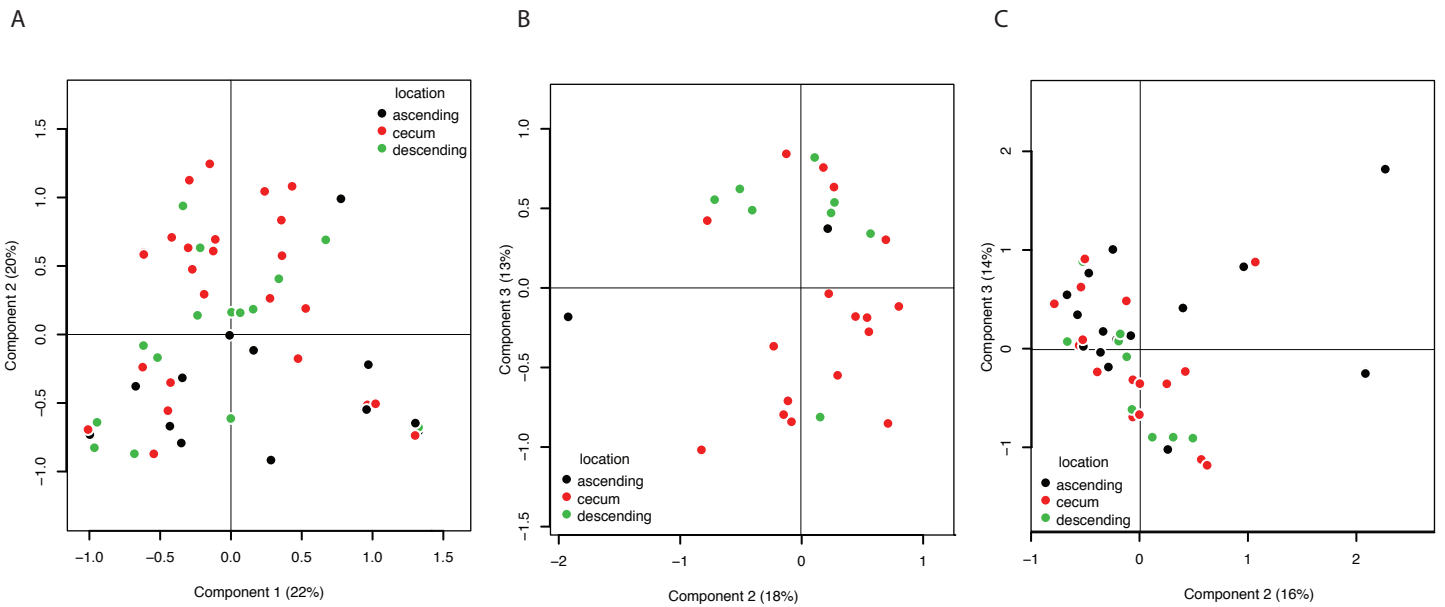 A
B
C
location
ascending
cecum
descending
Component 2 (20%)
1.5
1.0
0.5
0.0
−0.5
−1.0
−1.0
−0.5
0.0
0.5
1.0
1.5
Component 1 (22%)
Component 3 (13%)
1.0
0.5
0.0
−0.5
−1.0
−1.5
location
ascending
cecum
descending
−2
−1
0
1
Component 2 (18%)
Component 3 (14%)
2
1
0
−1
location
ascending
cecum
descending
−1
0
1
2
Component 2 (16%)